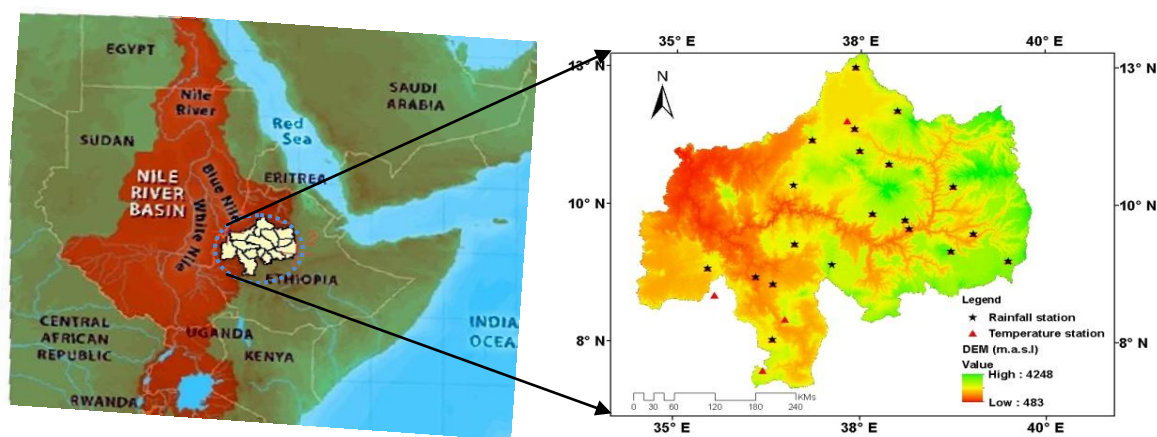 EGYPT
SAUDI
ARABIA
Nile
River
Red
Sea
SUDAN
ERITREA
NILE
RIVER
BASIN
Blue Nile
White Nile
ETHIOPIA
UGANDA
CENTRAL
AFRICAN
REPUBLIC
KENYA
INDIA
OCEA
RWANDA
35° E
38° E
40° E
13° N
13° N
N
10° N
10° N
8° N
8° N
Legend
Rainfall station
Temperature station
DEM (m.a.s.l)
Value
High : 4248
Low : 483
0 15 30 60 120 180 240
KMs
35° E
38° E
40° E